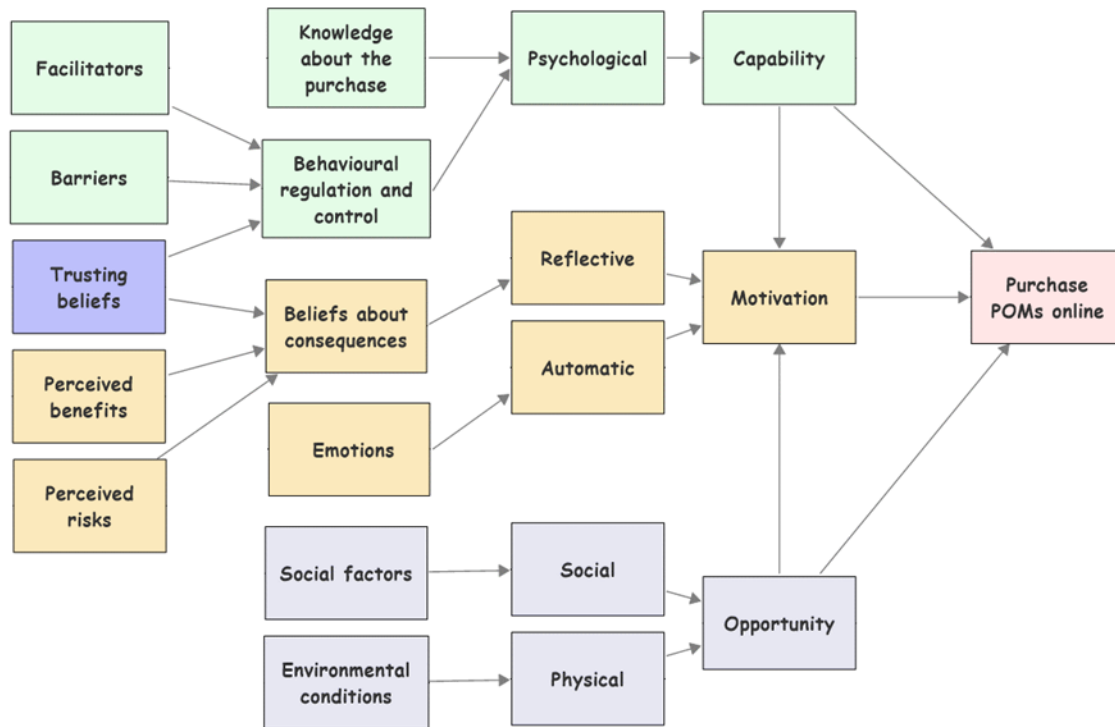 Facilitators
Knowledge
about the
purchase
Psychological
Capability
Barriers
Behavioural
regulation and
control
Trusting
beliefs
Reflective
Beliefs about
consequences
Motivation
Purchase
POMs online
Perceived
benefits
Automatic
Emotions
Perceived
risks
Social factors
Social
Opportunity
Environmental
conditions
Physical